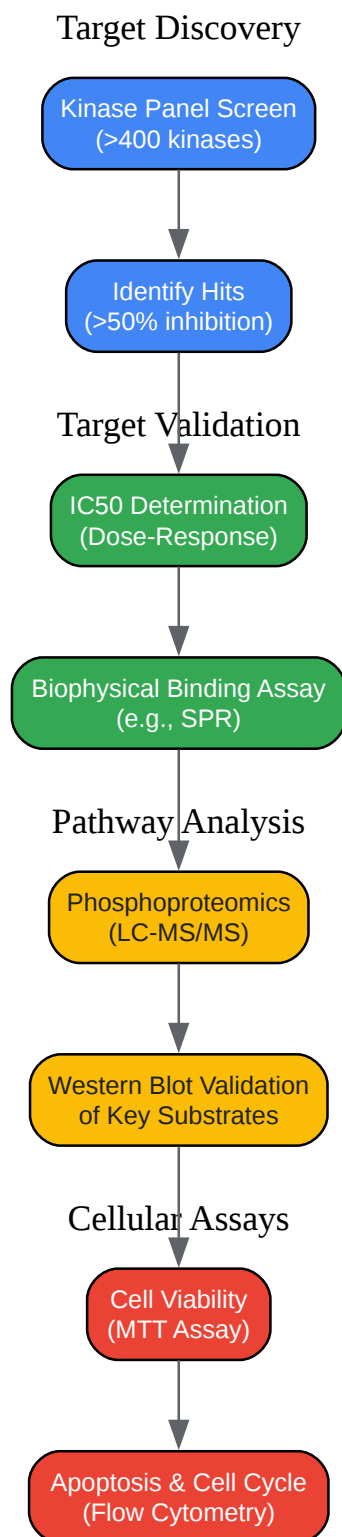 Target Discovery
Kinase Panel Screen
(>400 kinases)
Identify Hits
(>50% inhibition)
Target Validation
IC50 Determination
(Dose-Response)
Biophysical Binding Assay
(e.g., SPR)
Pathway Analysis
Phosphoproteomics
(LC-MS/MS)
Western Blot Validation
of Key Substrates
Cellular Assays
Cell Viability
(MTT Assay)
Apoptosis & Cell Cycle
(Flow Cytometry)